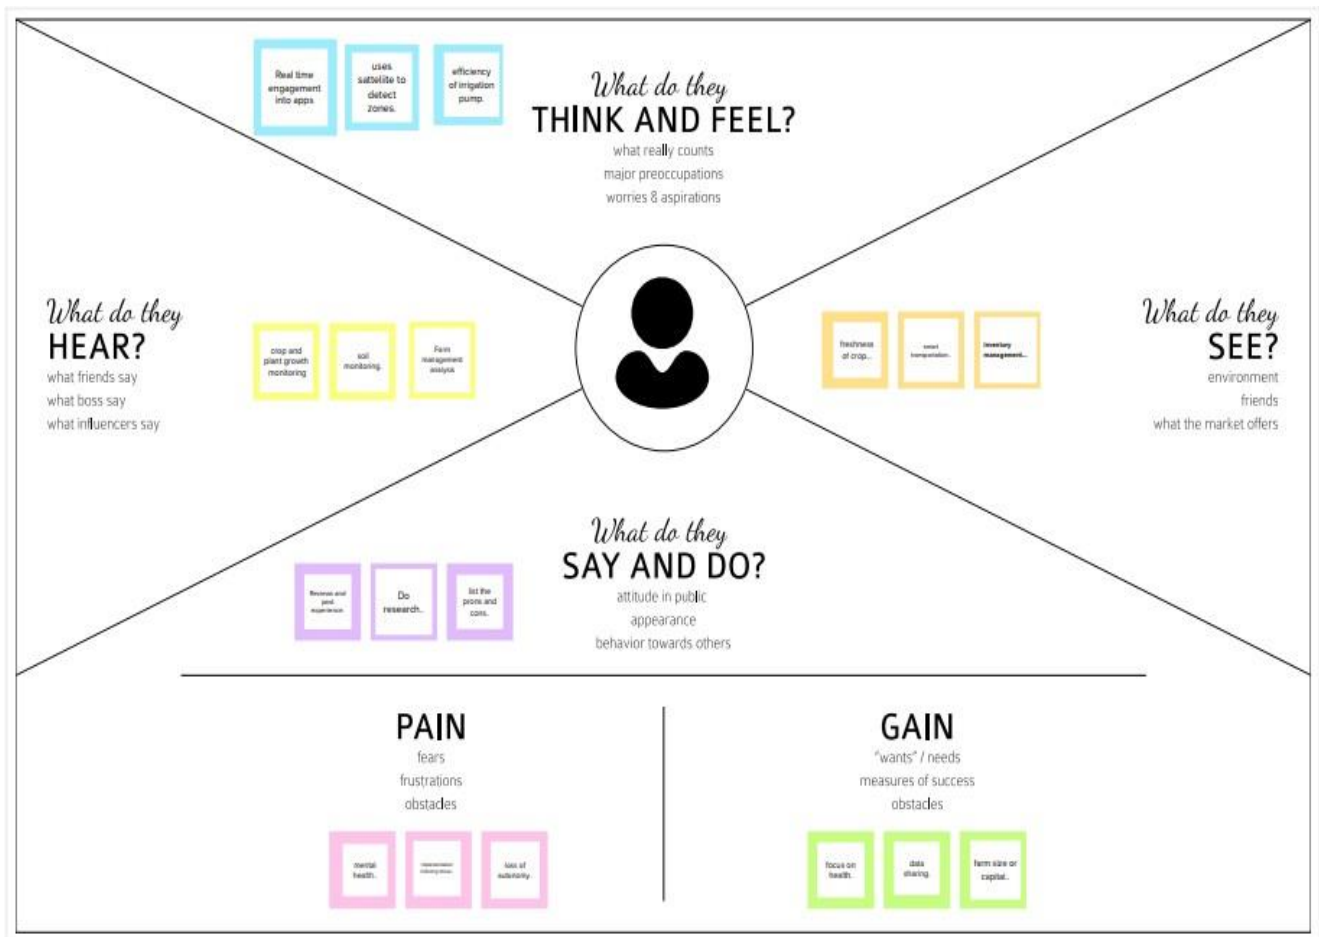 Real time
engagement
into apps
uses
sattelite to
detect
zones.
efficiency
of irrigation
pump.
What do they
THINK AND FEEL?
what really counts
major preoccupations
worries & aspirations
What do they
HEAR?
what friends say
what boss say
what influencers say
crop and
plant growth
monitoring
soil
monitoring.
Farm
management
analysis
freshness
of crop..
smart
transportation..
inventory
management...
What do they
SEE?
environment
friends
what the market offers
What do they
SAY AND DO?
attitude in public
appearance
behavior towards others
Reviews and
past
experience.
Do
research..
list the
prons and
cons.
PAIN
fears
frustrations
obstacles
mental
health.
loss of
autonomy.
GAIN
"wants" / needs
measures of success
obstacles
focus on
health.
data
sharing.
farm size or
capital..